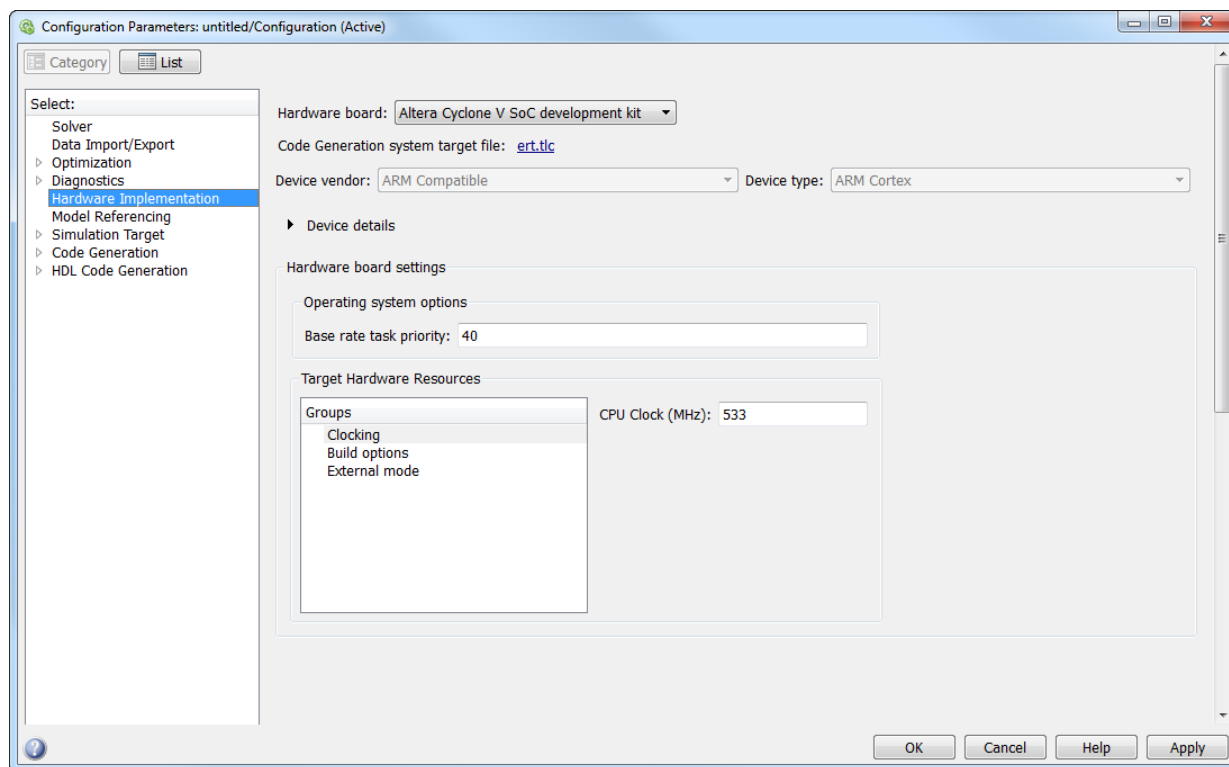 Configuration Parameters: untitled/Configuration (Active)
Category List
Select:
Solver
Data Import/Export
Optimization
Diagnostics
Hardware Implementation
Model Referencing
Simulation Target
Code Generation
HDL Code Generation
Hardware board: Altera Cyclone V SoC development kit
Code Generation system target file: ert.tlc
Device vendor: ARM Compatible Device type: ARM Cortex
Device details
Hardware board settings
Operating system options
Base rate task priority: 40
Target Hardware Resources
Groups
Clocking
Build options
External mode
CPU Clock (MHz): 533
OK Cancel Help Apply